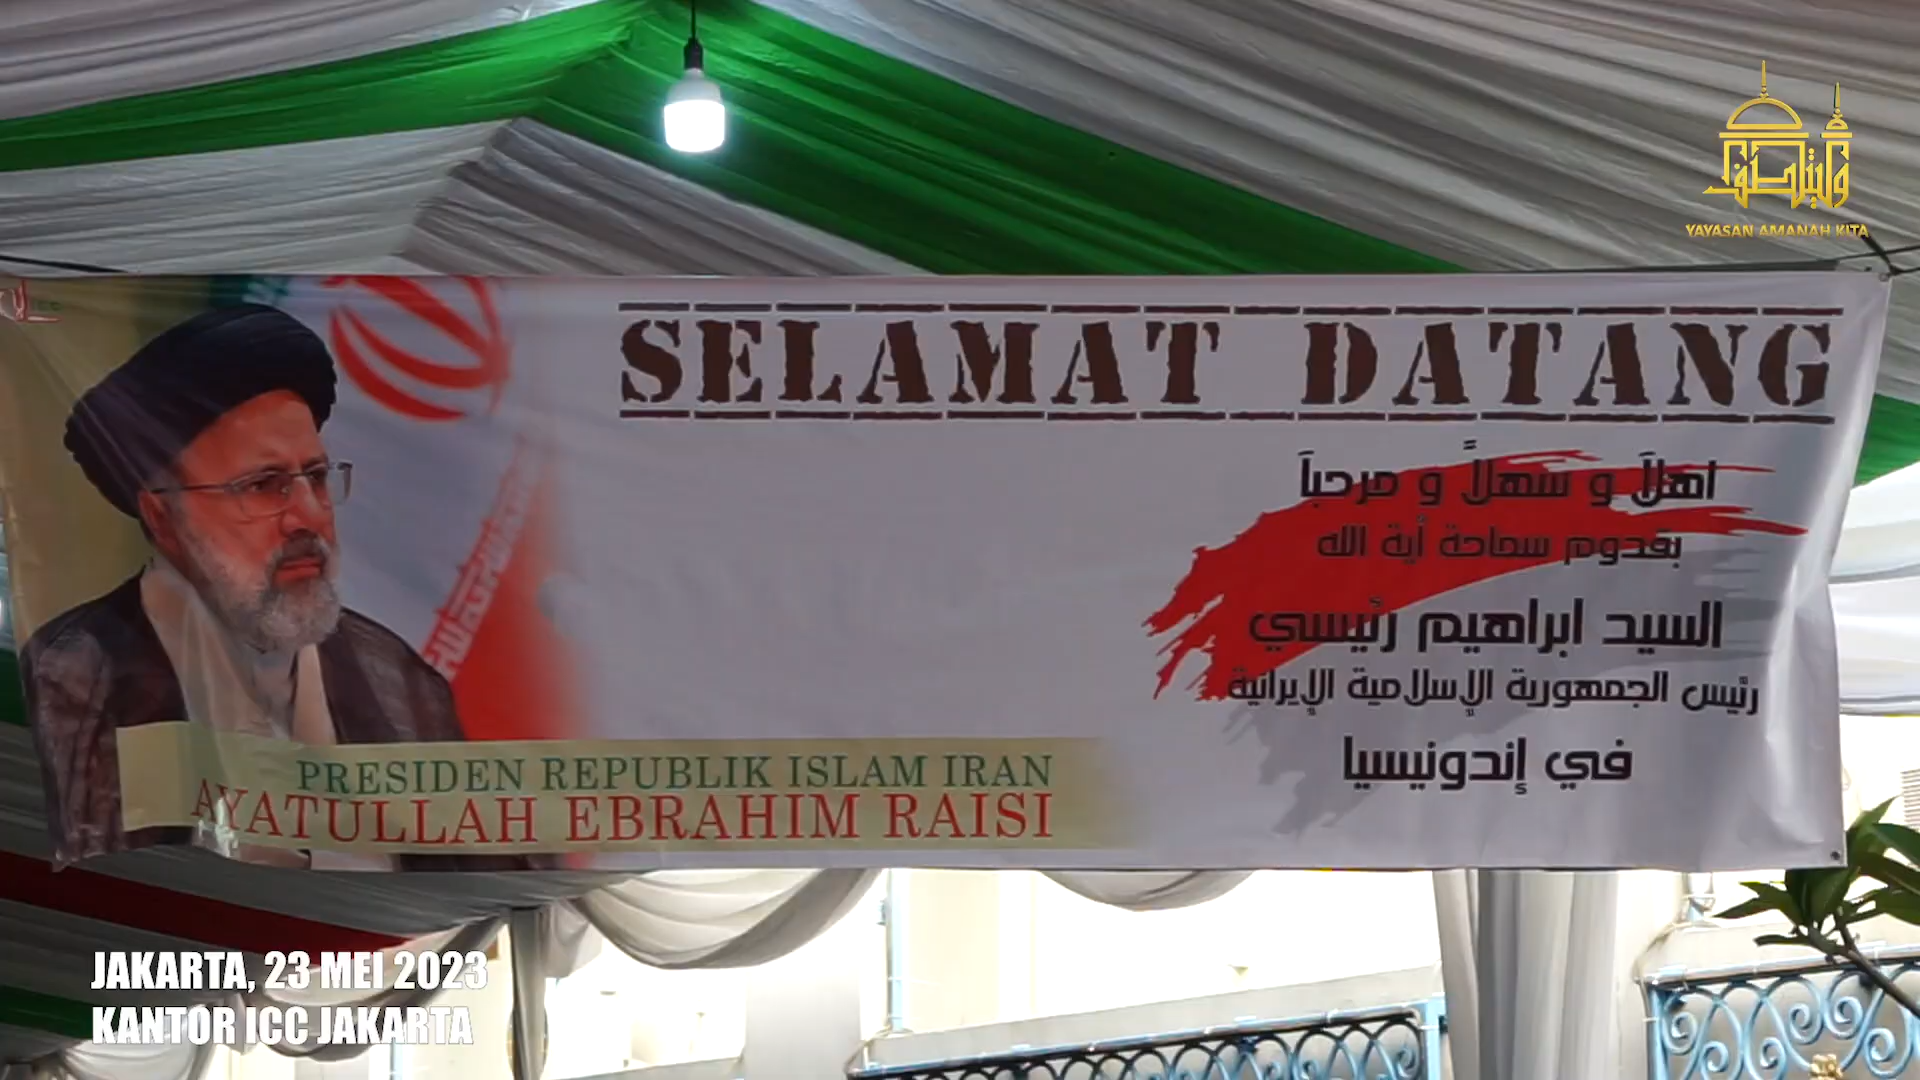 YAYASAN AMANAH KITA
SELAMAT DATANG
اهلاً و سهلاً و مرحباً
بقدوم سماحة أية الله
السيد ابراهيم رئيسي
رئيس الجمهورية الإسلامية الإيرانية
في إندونيسيا
PRESIDEN REPUBLIK ISLAM IRAN
AYATULLAH EBRAHIM RAISI
JAKARTA, 23 MEI 2023
KANTOR ICC JAKARTA